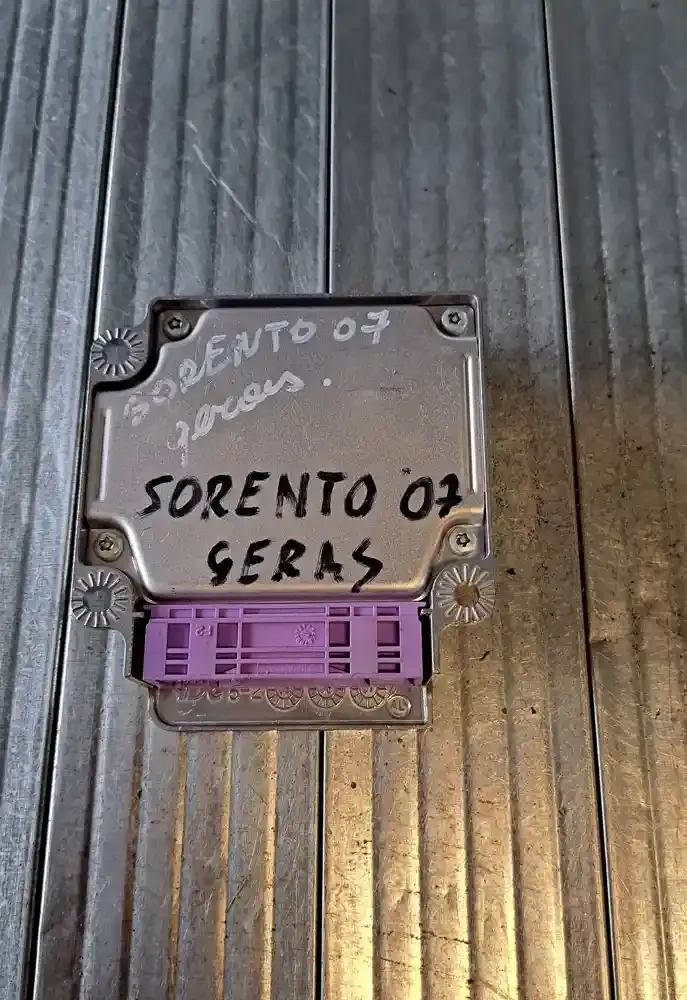 SORENTO 07
geras.
SORENTO '07
GERAS